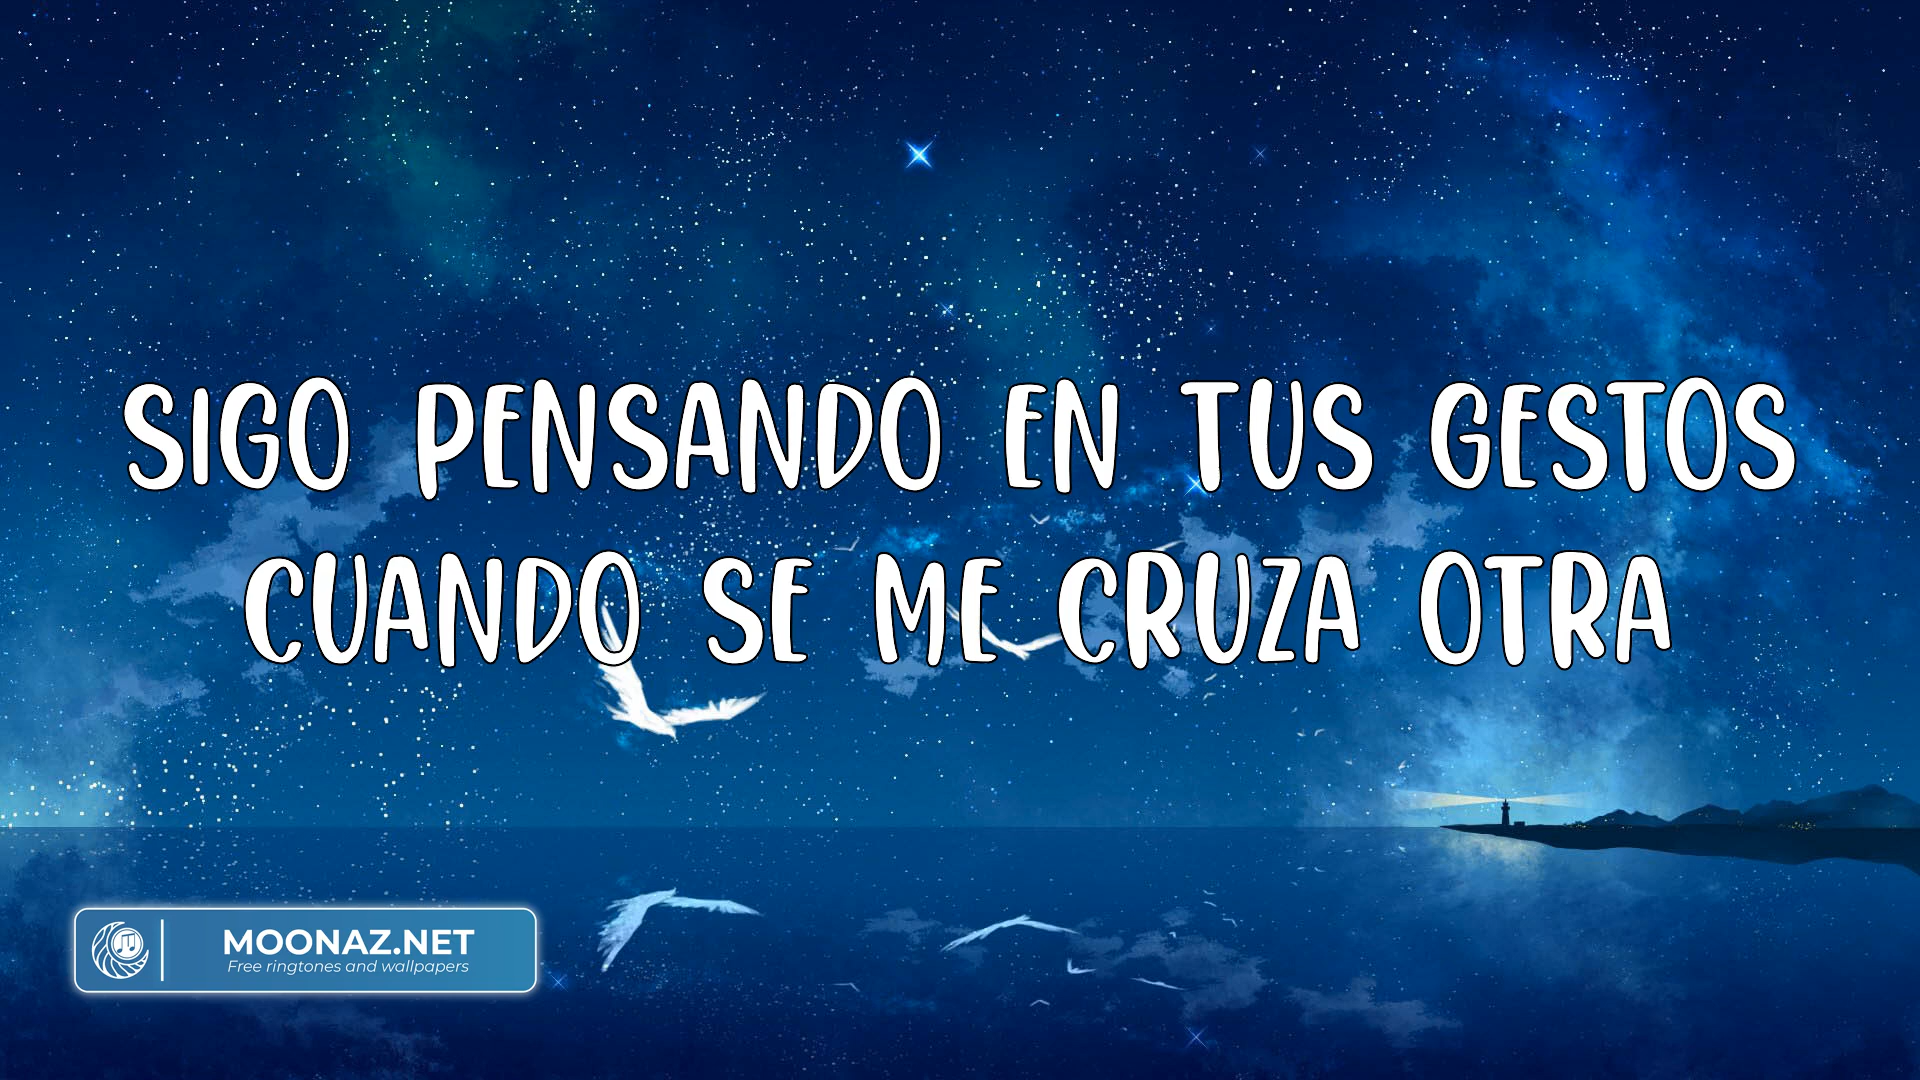 SIGO PENSANDO EN TUS GESTOS
CUANDO SE ME CRUZA OTRA
MOONAZ.NET
Free ringtones and wallpapers